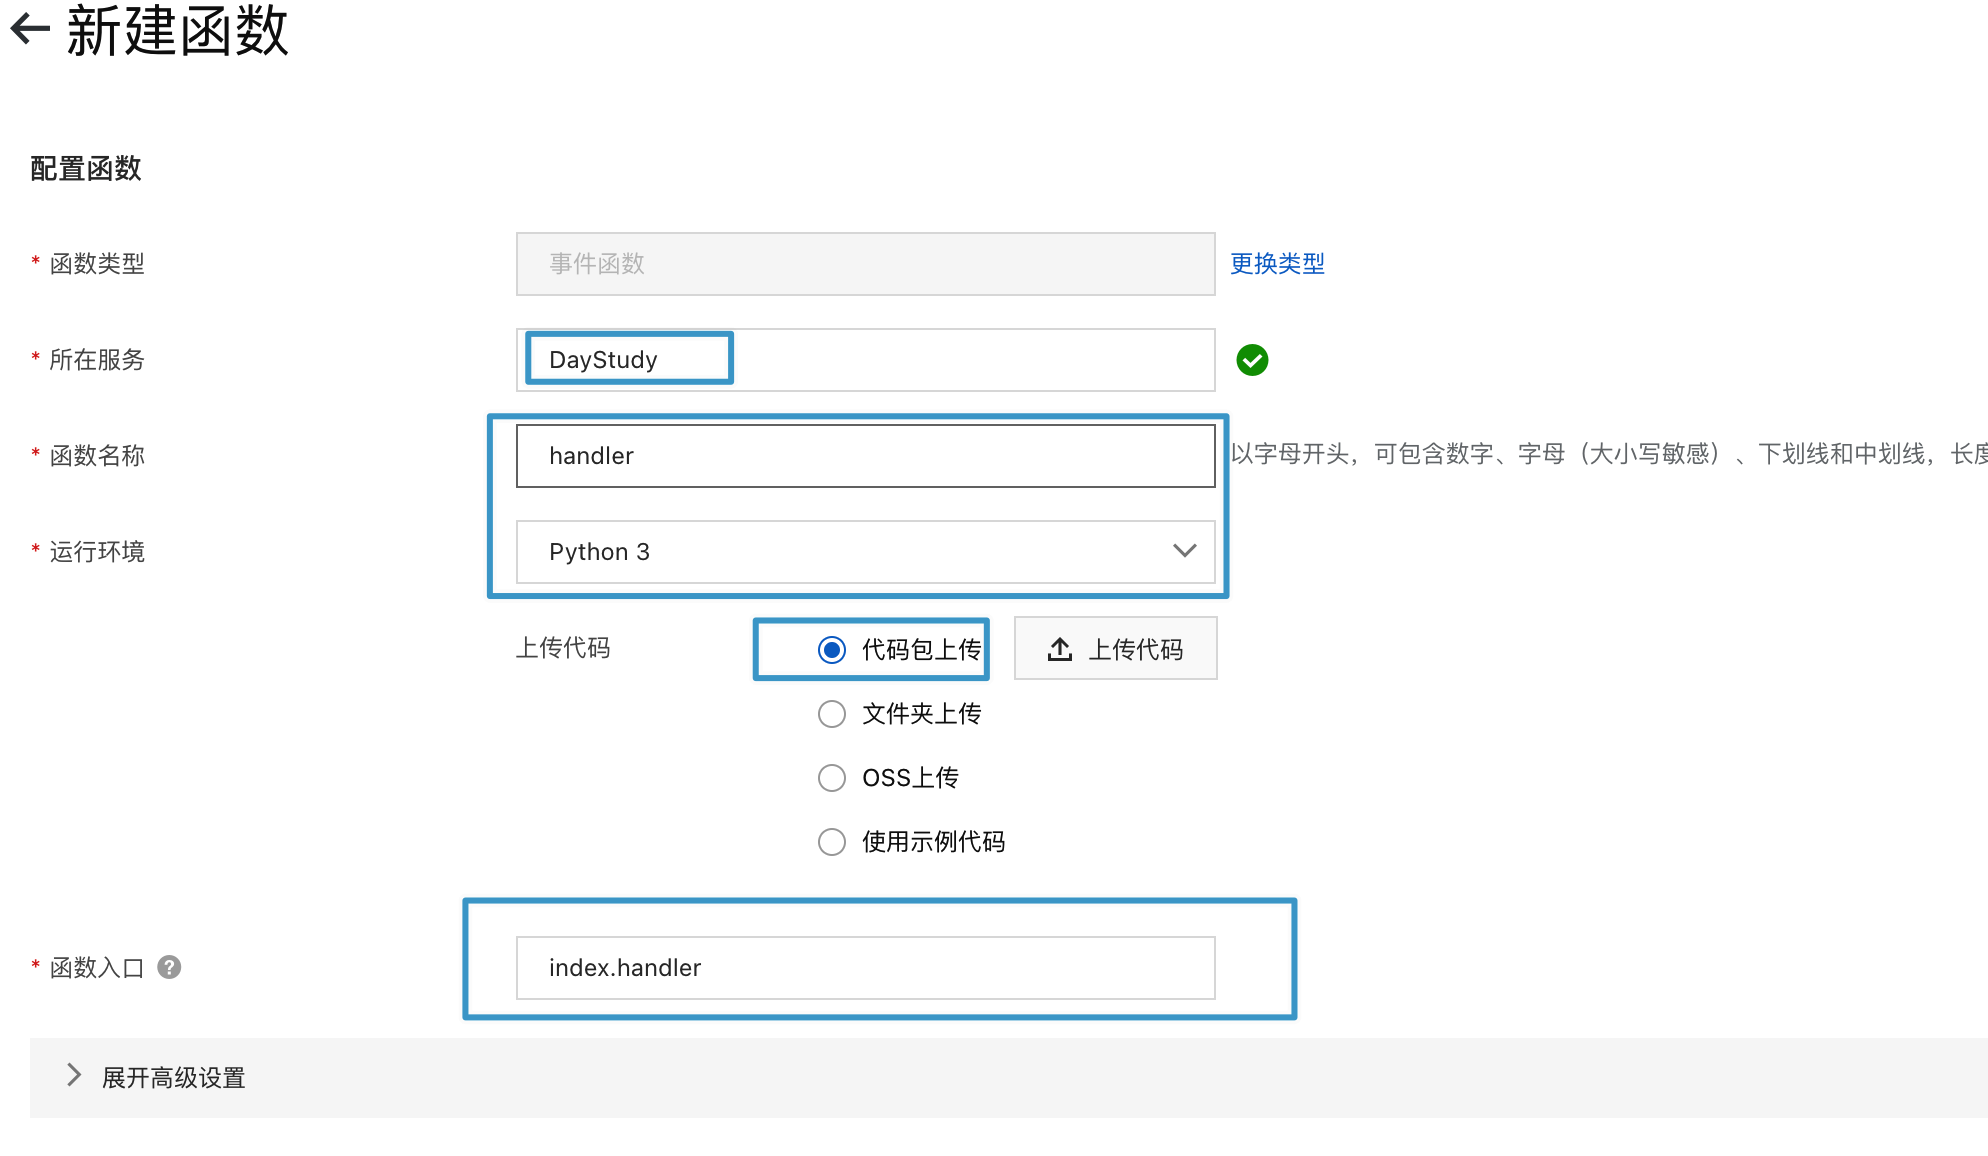 新建函数
配置函数
* 函数类型 事件函数 更换类型
* 所在服务 DayStudy
* 函数名称 handler 以字母开头，可包含数字、字母（大小写敏感）、下划线和中划线，长度
* 运行环境 Python 3
上传代码 代码包上传 上传代码
文件夹上传
OSS上传
使用示例代码
* 函数入口 ? index.handler
展开高级设置